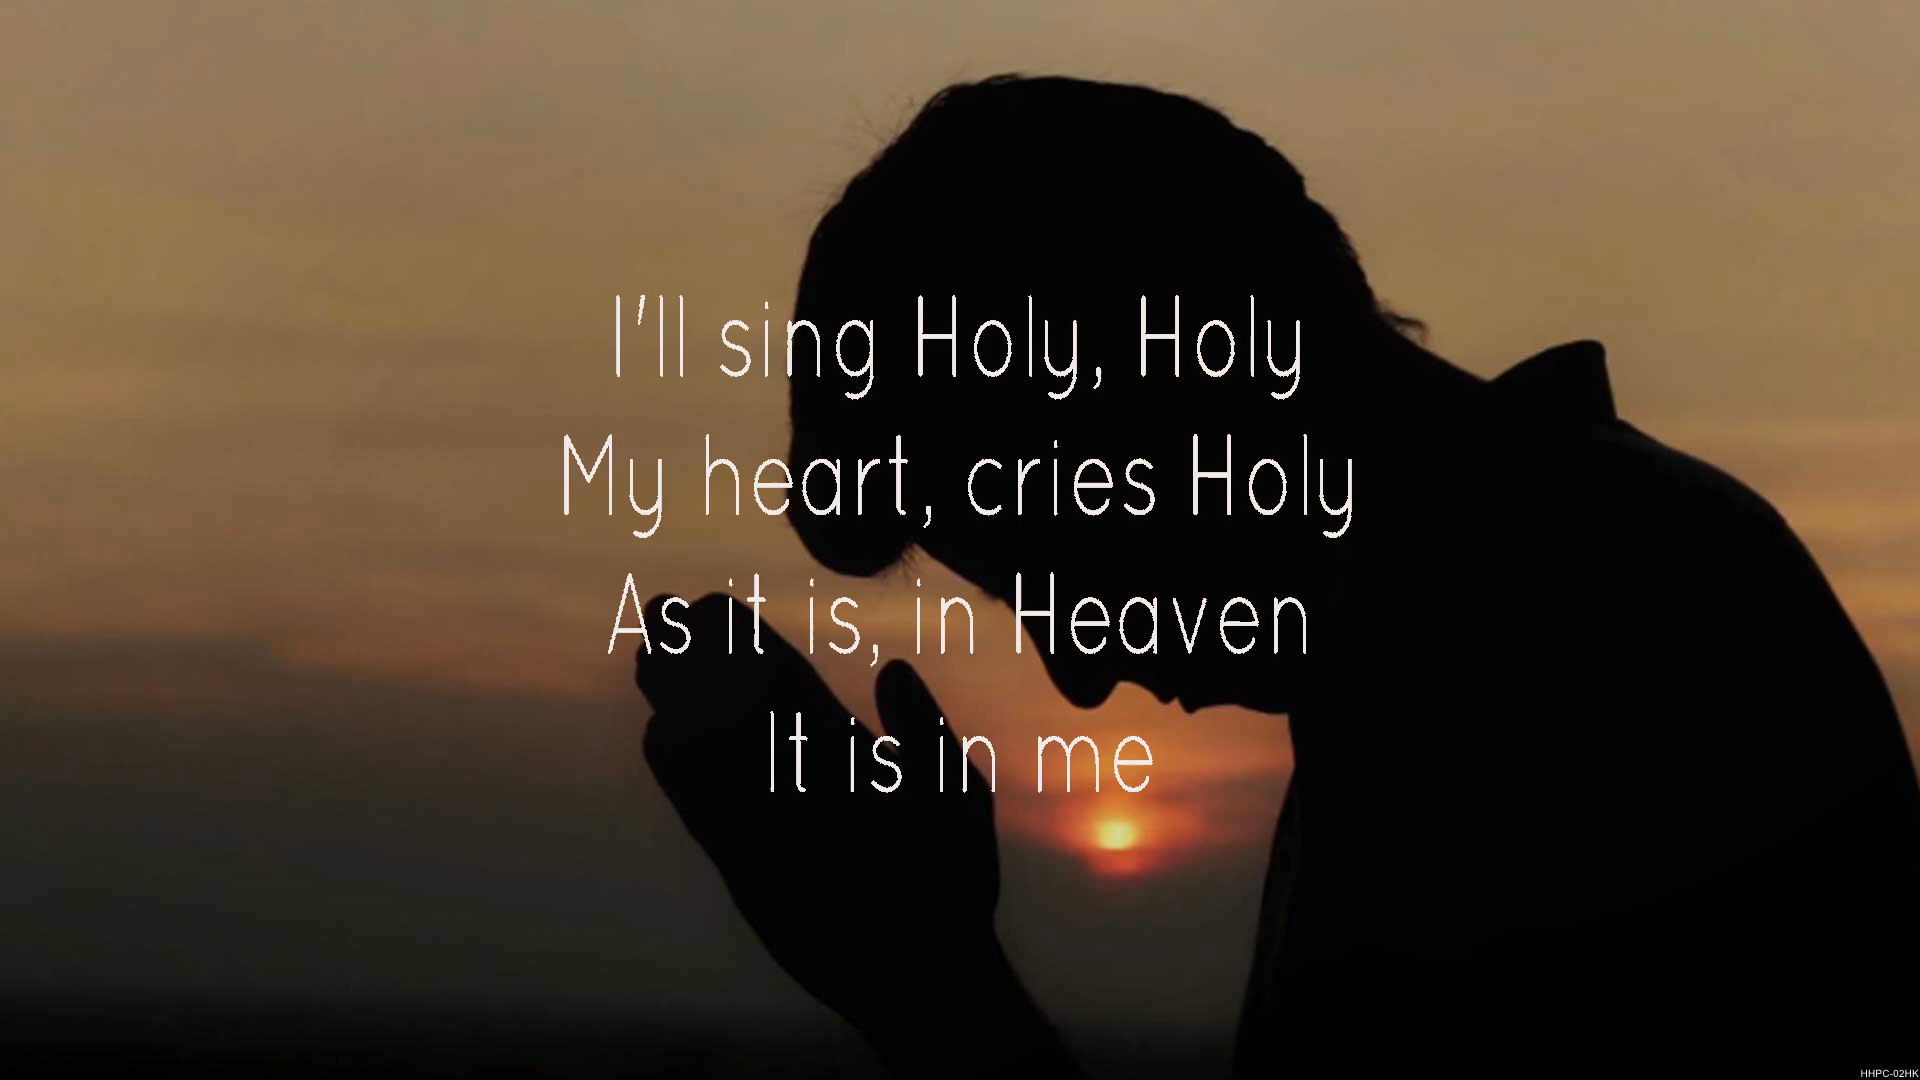 I'll sing Holy, Holy
My heart, cries Holy
As it is, in Heaven
It is in me
HHPC-02HK